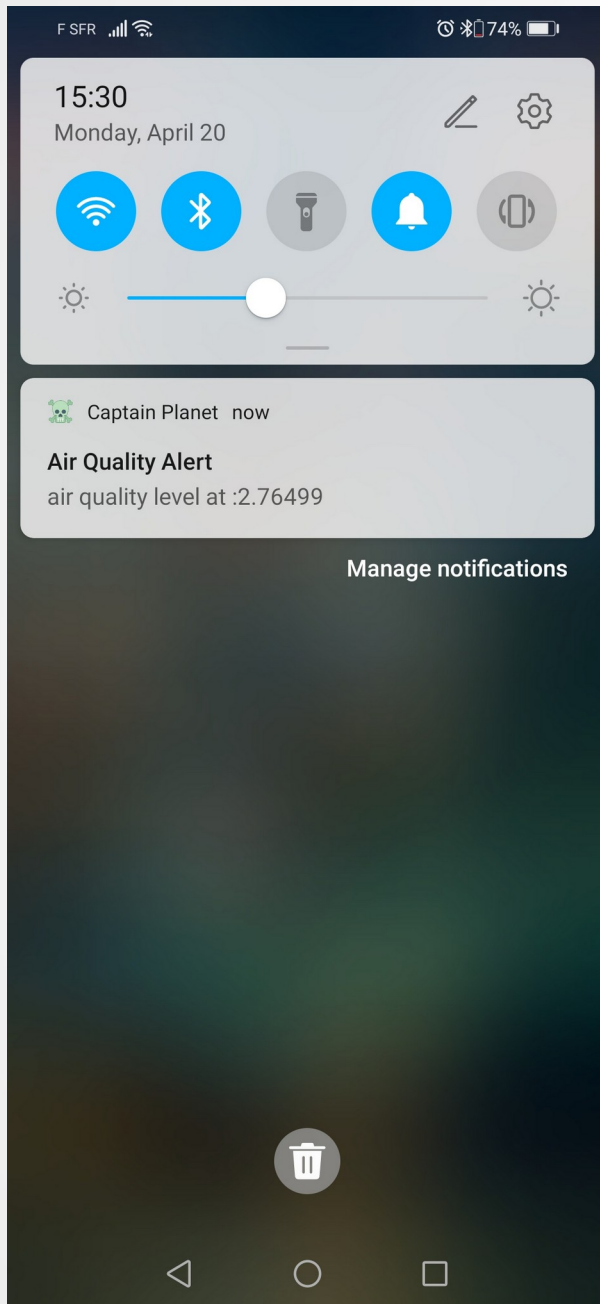 F SFR 74%
15:30
Monday, April 20
Captain Planet now
Air Quality Alert
air quality level at :2.76499
Manage notifications